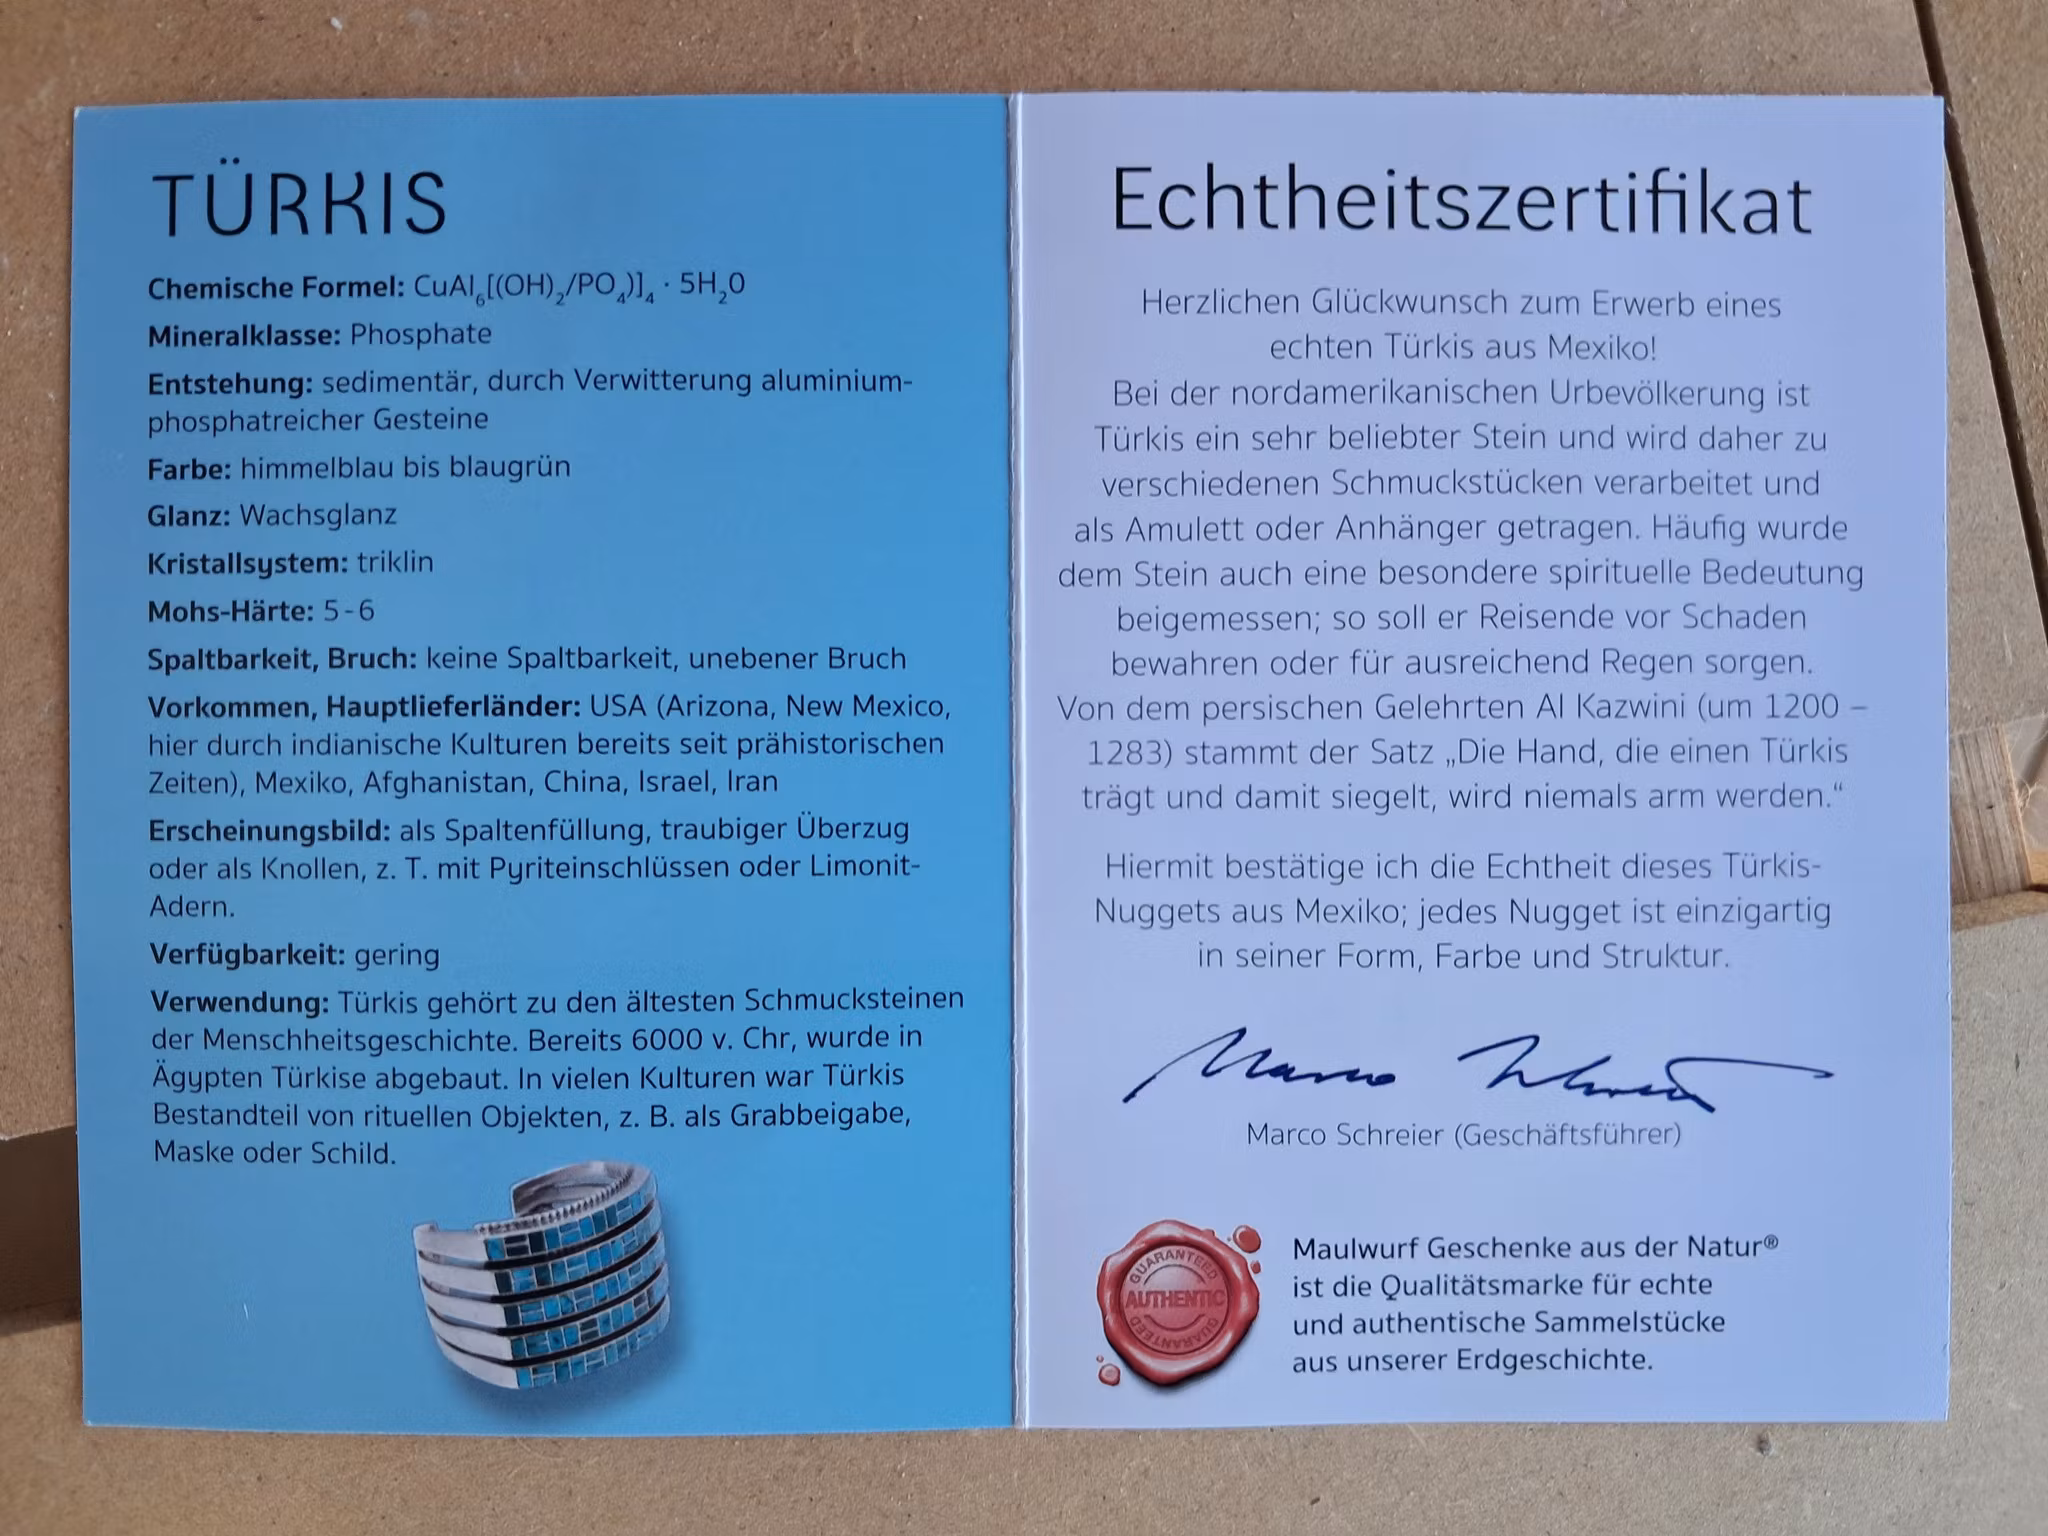 TÜRKIS
Chemische Formel: CuAl₆[(OH)₂/PO₄)]₄ · 5H₂0
Mineralklasse: Phosphate
Entstehung: sedimentär, durch Verwitterung aluminium-
phosphatreicher Gesteine
Farbe: himmelblau bis blaugrün
Glanz: Wachsglanz
Kristallsystem: triklin
Mohs-Härte: 5 - 6
Spaltbarkeit, Bruch: keine Spaltbarkeit, unebener Bruch
Vorkommen, Hauptlieferländer: USA (Arizona, New Mexico,
hier durch indianische Kulturen bereits seit prähistorischen
Zeiten), Mexiko, Afghanistan, China, Israel, Iran
Erscheinungsbild: als Spaltenfüllung, traubiger Überzug
oder als Knollen, z. T. mit Pyriteinschlüssen oder Limonit-
Adern.
Verfügbarkeit: gering
Verwendung: Türkis gehört zu den ältesten Schmucksteinen
der Menschheitsgeschichte. Bereits 6000 v. Chr, wurde in
Ägypten Türkise abgebaut. In vielen Kulturen war Türkis
Bestandteil von rituellen Objekten, z. B. als Grabbeigabe,
Maske oder Schild.
Echtheitszertifikat
Herzlichen Glückwunsch zum Erwerb eines
echten Türkis aus Mexiko!
Bei der nordamerikanischen Urbevölkerung ist
Türkis ein sehr beliebter Stein und wird daher zu
verschiedenen Schmuckstücken verarbeitet und
als Amulett oder Anhänger getragen. Häufig wurde
dem Stein auch eine besondere spirituelle Bedeutung
beigemessen; so soll er Reisende vor Schaden
bewahren oder für ausreichend Regen sorgen.
Von dem persischen Gelehrten Al Kazwini (um 1200 –
1283) stammt der Satz „Die Hand, die einen Türkis
trägt und damit siegelt, wird niemals arm werden.“
Hiermit bestätige ich die Echtheit dieses Türkis-
Nuggets aus Mexiko; jedes Nugget ist einzigartig
in seiner Form, Farbe und Struktur.
Marco Schreier
Marco Schreier (Geschäftsführer)
GUARANTEED
AUTHENTIC
GUARANTEED
Maulwurf Geschenke aus der Natur®
ist die Qualitätsmarke für echte
und authentische Sammelstücke
aus unserer Erdgeschichte.